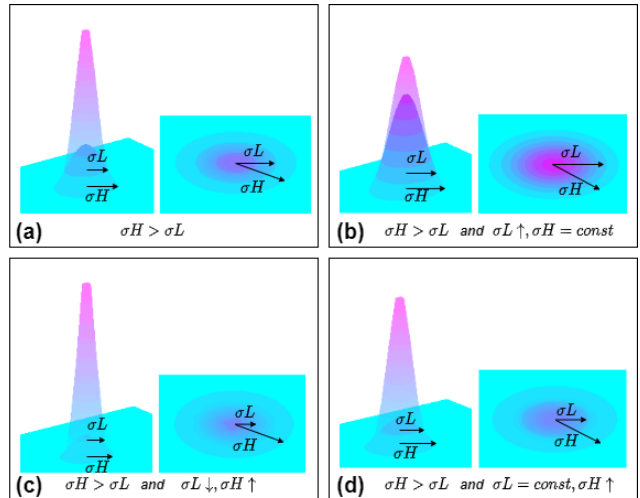 σL
σH
σL
σH
(a) σH > σL
σL
σH
σL
σH
(b) σH > σL and σL ↑, σH = const
σL
σH
σL
σH
(c) σH > σL and σL ↓, σH ↑
σL
σH
σL
σH
(d) σH > σL and σL = const, σH ↑